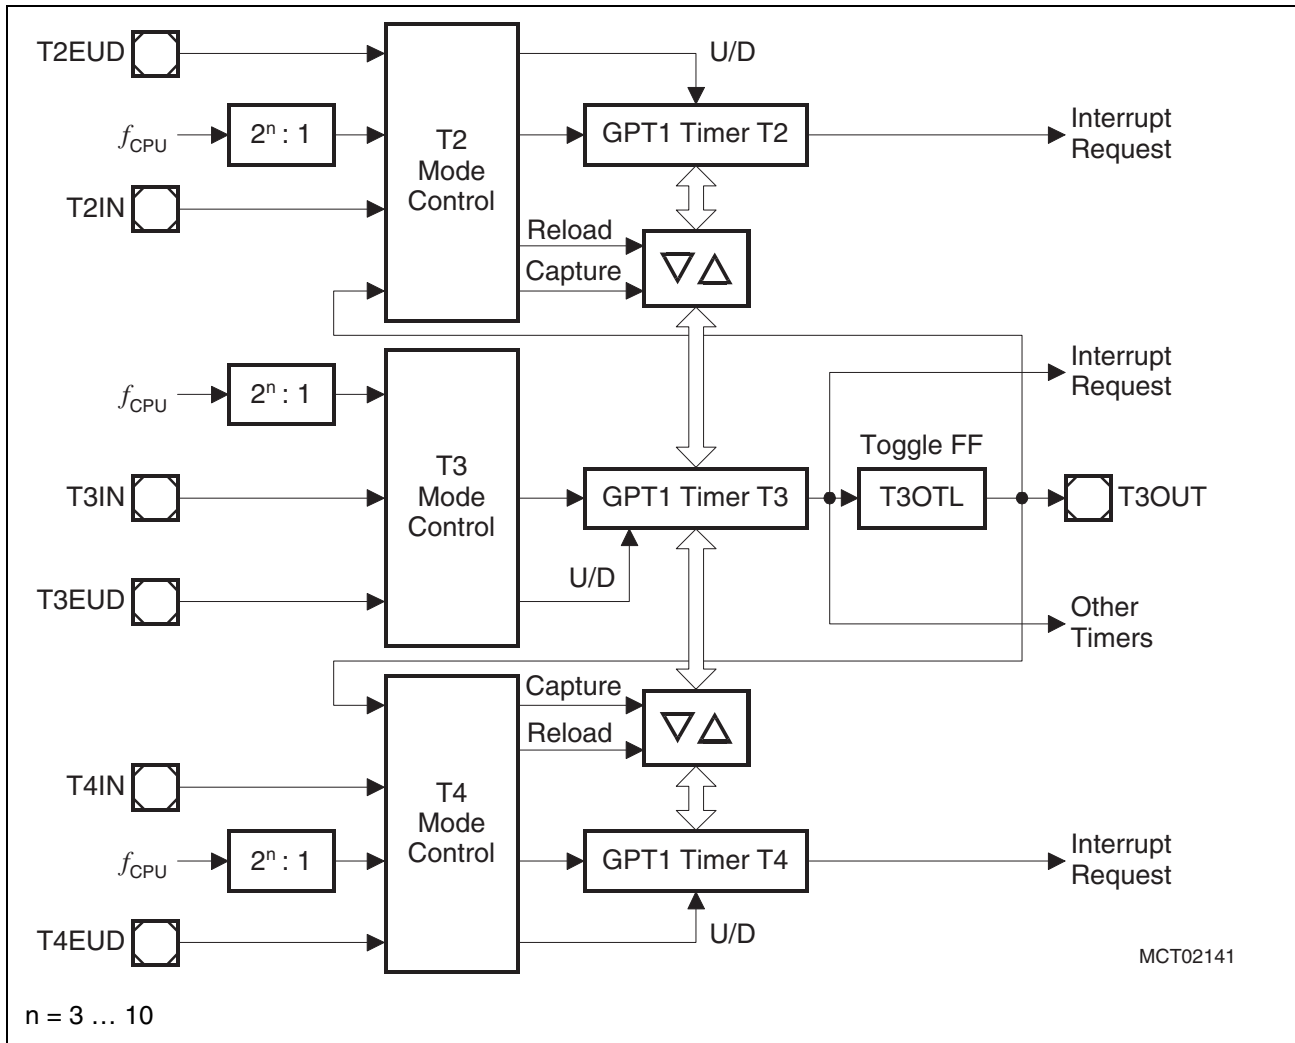 T2EUD
U/D
fCPU
2ⁿ : 1
T2
Mode
Control
GPT1 Timer T2
Interrupt
Request
T2IN
Reload
Capture
fCPU
2ⁿ : 1
T3
Mode
Control
Interrupt
Request
Toggle FF
T3IN
GPT1 Timer T3
T3OTL
T3OUT
U/D
T3EUD
Other
Timers
Capture
Reload
T4IN
T4
Mode
Control
fCPU
2ⁿ : 1
GPT1 Timer T4
Interrupt
Request
T4EUD
U/D
MCT02141
n = 3 … 10